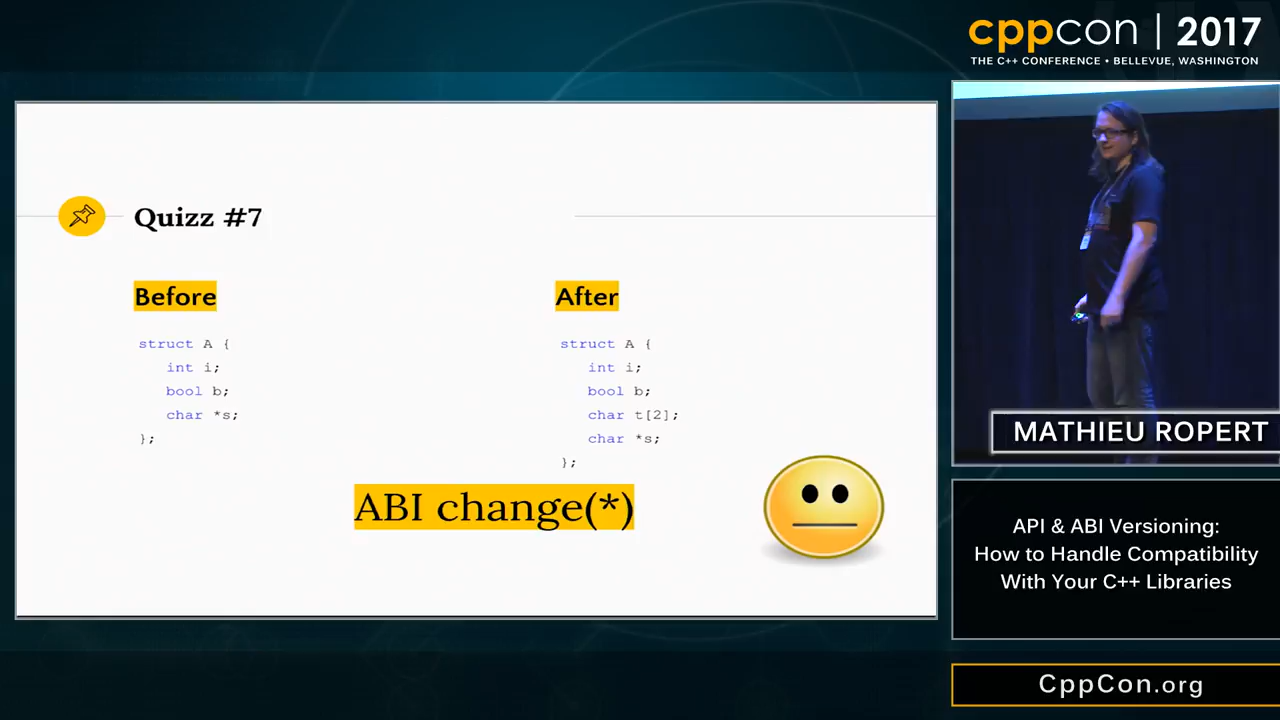 cppcon | 2017
THE C++ CONFERENCE • BELLEVUE, WASHINGTON
Quizz #7
Before
struct A {
int i;
bool b;
char *s;
};
After
struct A {
int i;
bool b;
char t[2];
char *s;
};
ABI change(*)
MATHIEU ROPERT
API & ABI Versioning:
How to Handle Compatibility
With Your C++ Libraries
CppCon.org